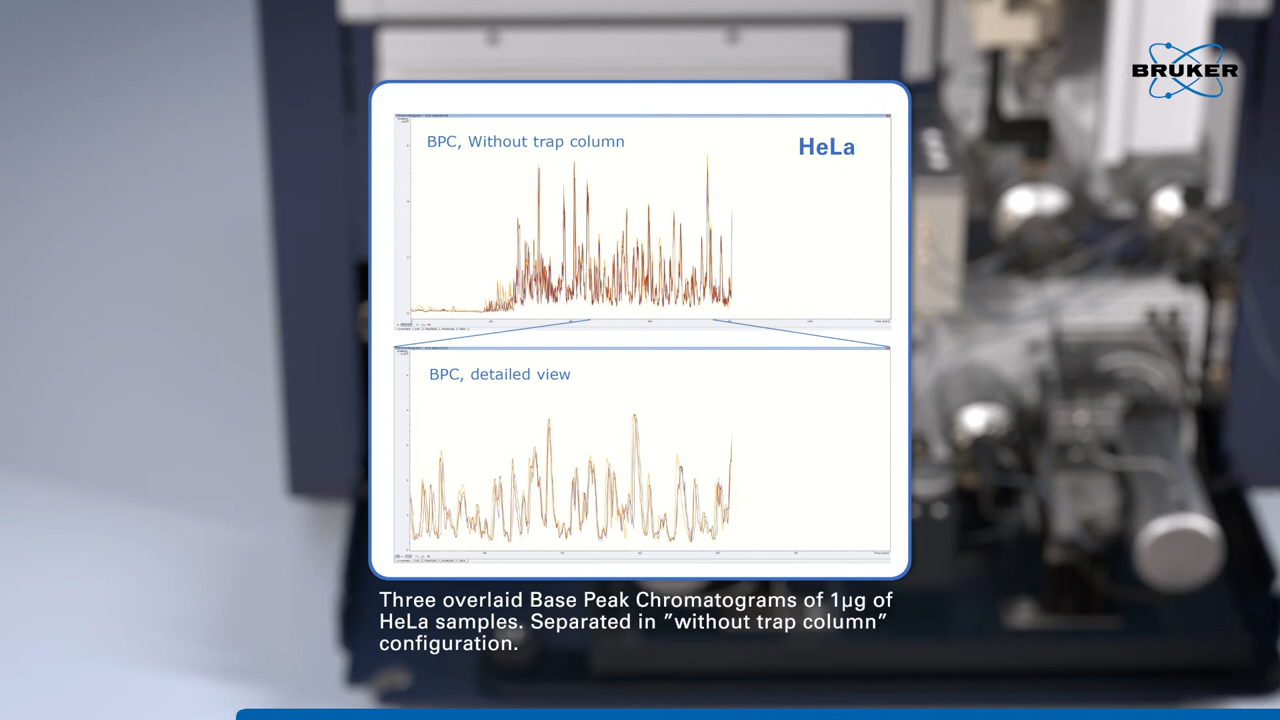 BRUKER
BPC, Without trap column
HeLa
BPC, detailed view
Three overlaid Base Peak Chromatograms of 1µg of
HeLa samples. Separated in ”without trap column”
configuration.